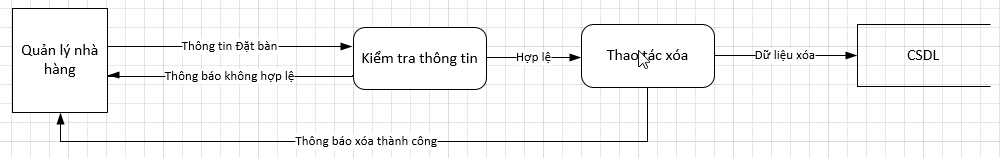 Quản lý nhà
hàng
Thông tin Đặt bàn
Thông báo không hợp lệ
Kiểm tra thông tin
Hợp lệ
Thao tác xóa
Dữ liệu xóa
CSDL
Thông báo xóa thành công